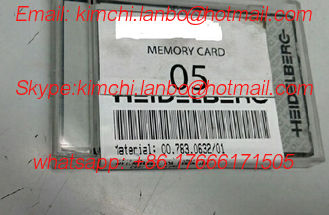 Email: kimchi.lanbo@hotmail.com
MEMORY CARD
05
Skype:kimchi.lanbo@hotmail.com
HEIDELBERG
HEIDELBERG
Material: 00.783.0632/01
whatsapp:+86-17666171505